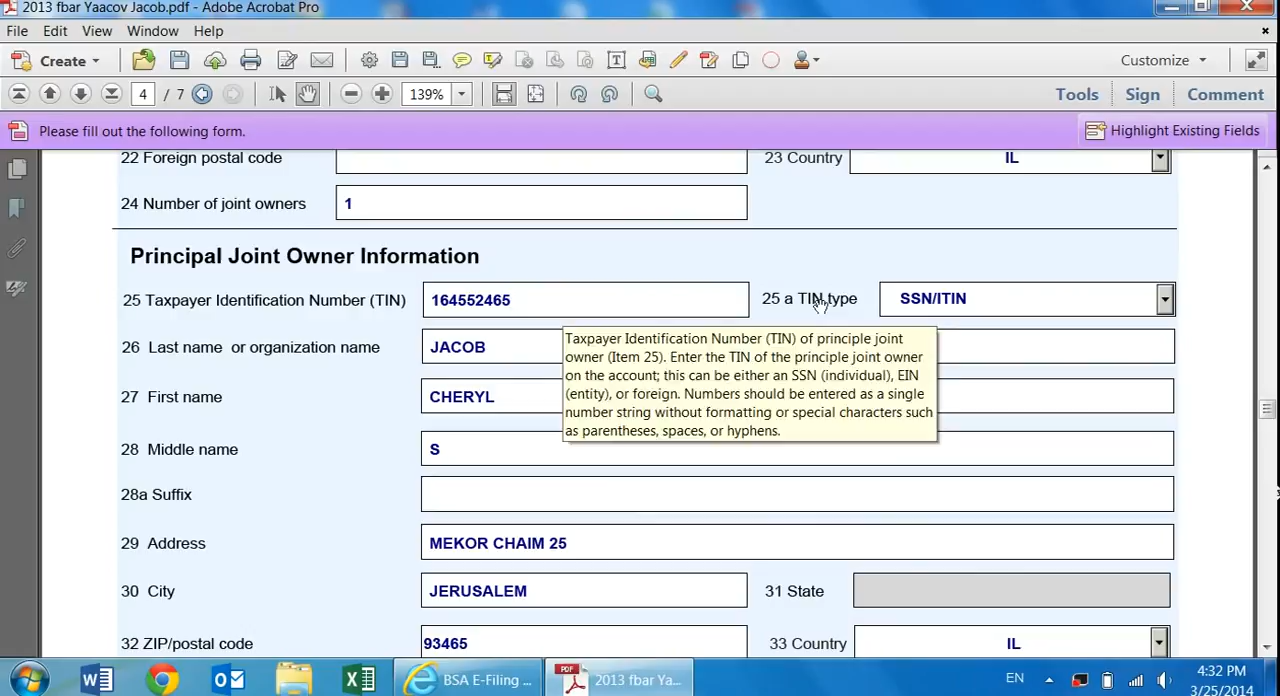 2013 fbar Yaacov Jacob.pdf - Adobe Acrobat Pro
File Edit View Window Help
Create Customize
4 / 7 139% Tools Sign Comment
Please fill out the following form. Highlight Existing Fields
22 Foreign postal code 23 Country IL
24 Number of joint owners 1
Principal Joint Owner Information
25 Taxpayer Identification Number (TIN) 164552465 25 a TIN type SSN/ITIN
26 Last name or organization name JACOB
Taxpayer Identification Number (TIN) of principle joint
owner (Item 25). Enter the TIN of the principle joint owner
on the account; this can be either an SSN (individual), EIN
(entity), or foreign. Numbers should be entered as a single
number string without formatting or special characters such
as parentheses, spaces, or hyphens.
27 First name CHERYL
28 Middle name S
28a Suffix
29 Address MEKOR CHAIM 25
30 City JERUSALEM 31 State
32 ZIP/postal code 93465 33 Country IL
BSA E-Filing ... 2013 fbar Ya... EN 4:32 PM
3/25/2014